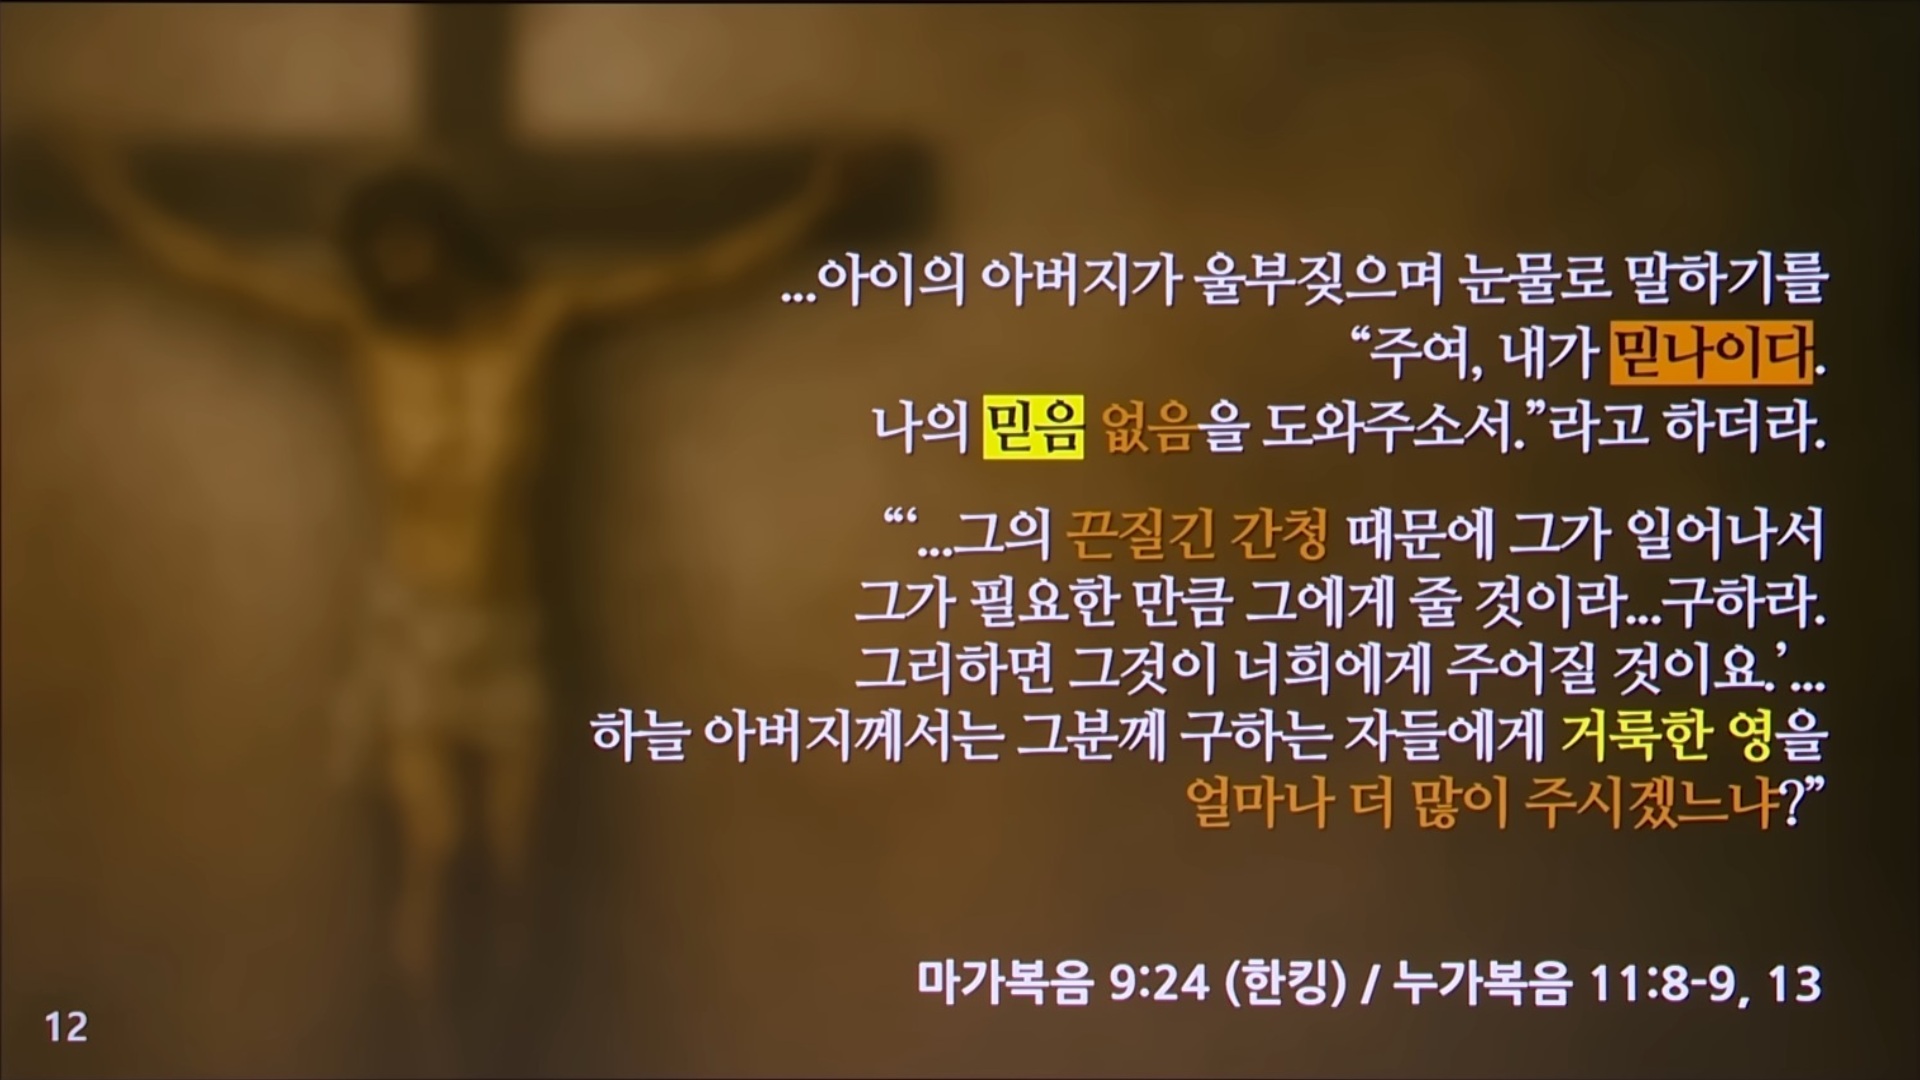 ...아이의 아버지가 울부짖으며 눈물로 말하기를
“주여, 내가 믿나이다.
나의 믿음 없음을 도와주소서.”라고 하더라.
“‘...그의 끈질긴 간청 때문에 그가 일어나서
그가 필요한 만큼 그에게 줄 것이라...구하라.
그리하면 그것이 너희에게 주어질 것이요.’...
하늘 아버지께서는 그분께 구하는 자들에게 거룩한 영을
얼마나 더 많이 주시겠느냐?”
마가복음 9:24 (한킹) / 누가복음 11:8-9, 13
12